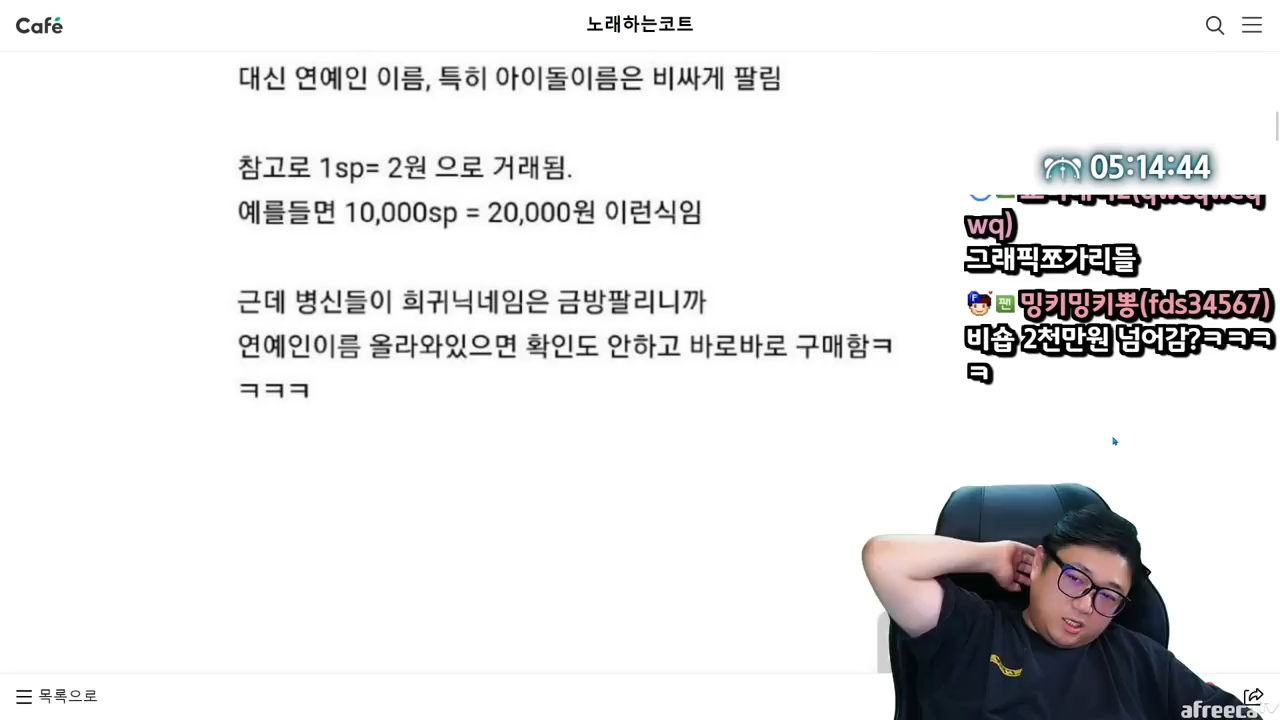 Café
노래하는코트
대신 연예인 이름, 특히 아이돌이름은 비싸게 팔림
참고로 1sp= 2원 으로 거래됨.
예를들면 10,000sp = 20,000원 이런식임
근데 병신들이 희귀닉네임은 금방팔리니까
연예인이름 올라와있으면 확인도 안하고 바로바로 구매함ㅋ
ㅋㅋㅋ
05:14:44
wq)
그래픽쪼가리들
팬 밍키밍키뽕(fds34567)
비숍 2천만원 넘어감?ㅋㅋㅋ
ㅋ
목록으로
afreecaTV